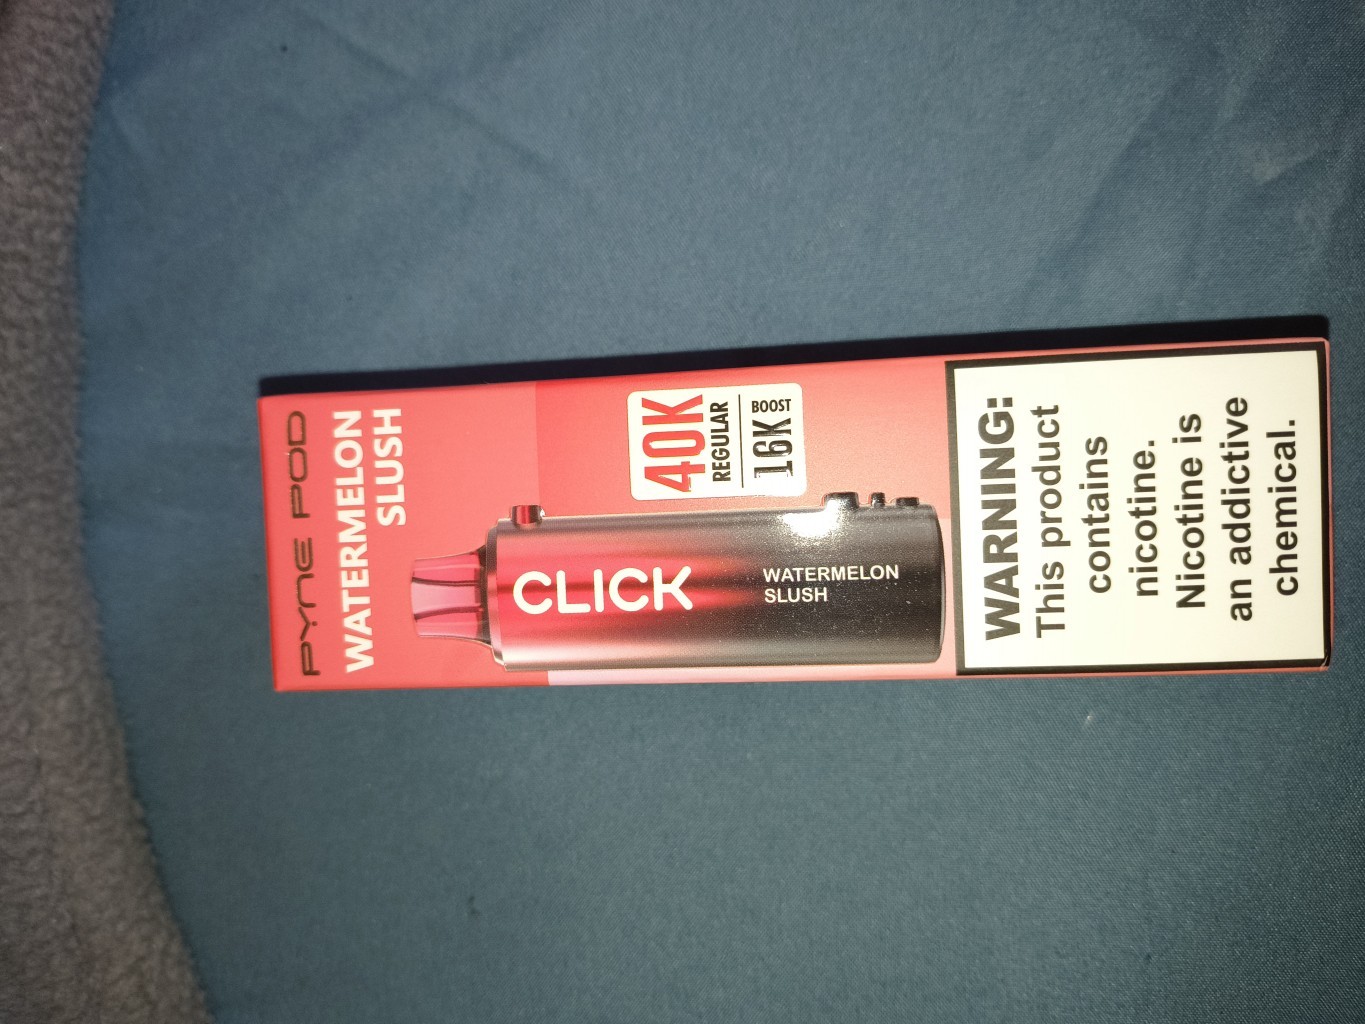 PYNE POD
WATERMELON
SLUSH
40K
REGULAR
16K BOOST
CLICK
WATERMELON
SLUSH
WARNING:
This product
contains
nicotine.
Nicotine is
an addictive
chemical.